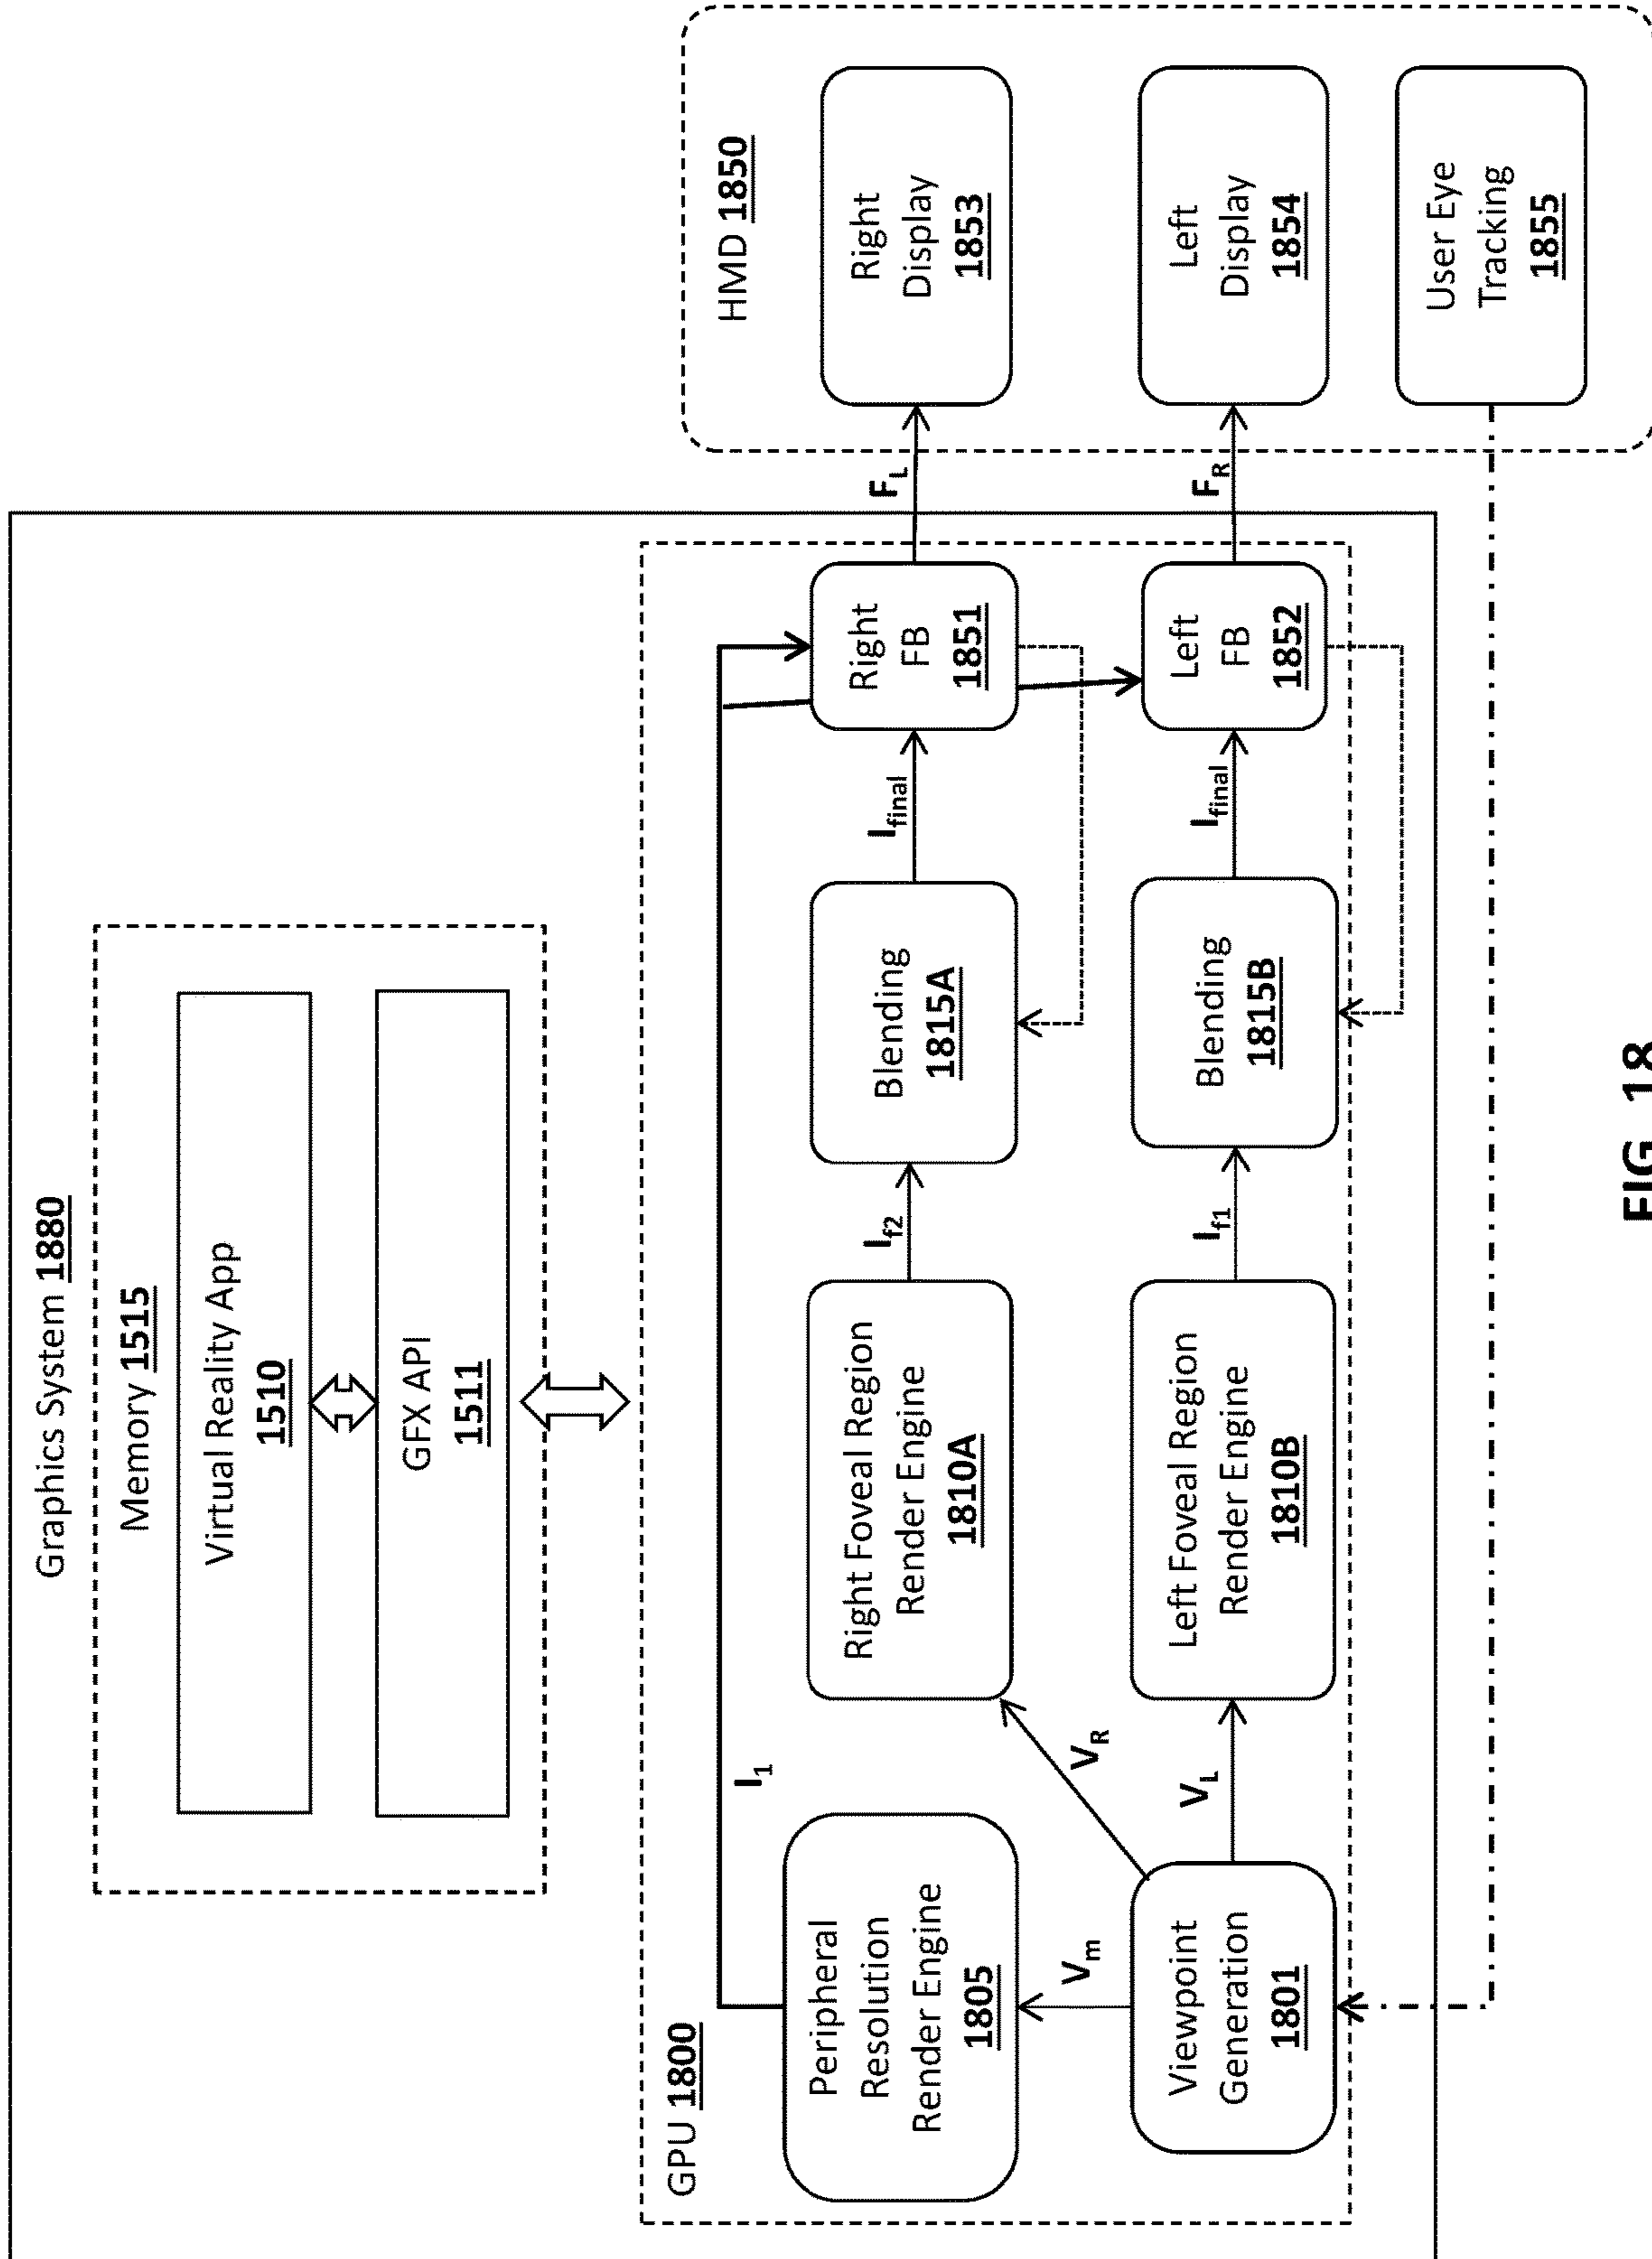 Graphics System 1880
Memory 1515
Virtual Reality App
1510
GFX API
1511
GPU 1800
Peripheral
Resolution
Render Engine
1805
I1
Vm
Viewpoint
Generation
1801
VR
VL
Right Foveal Region
Render Engine
1810A
Left Foveal Region
Render Engine
1810B
If2
If1
Blending
1815A
Blending
1815B
Ifinal
Ifinal
Right
FB
1851
Left
FB
1852
FL
FR
HMD 1850
Right
Display
1853
Left
Display
1854
User Eye
Tracking
1855
FIG. 18